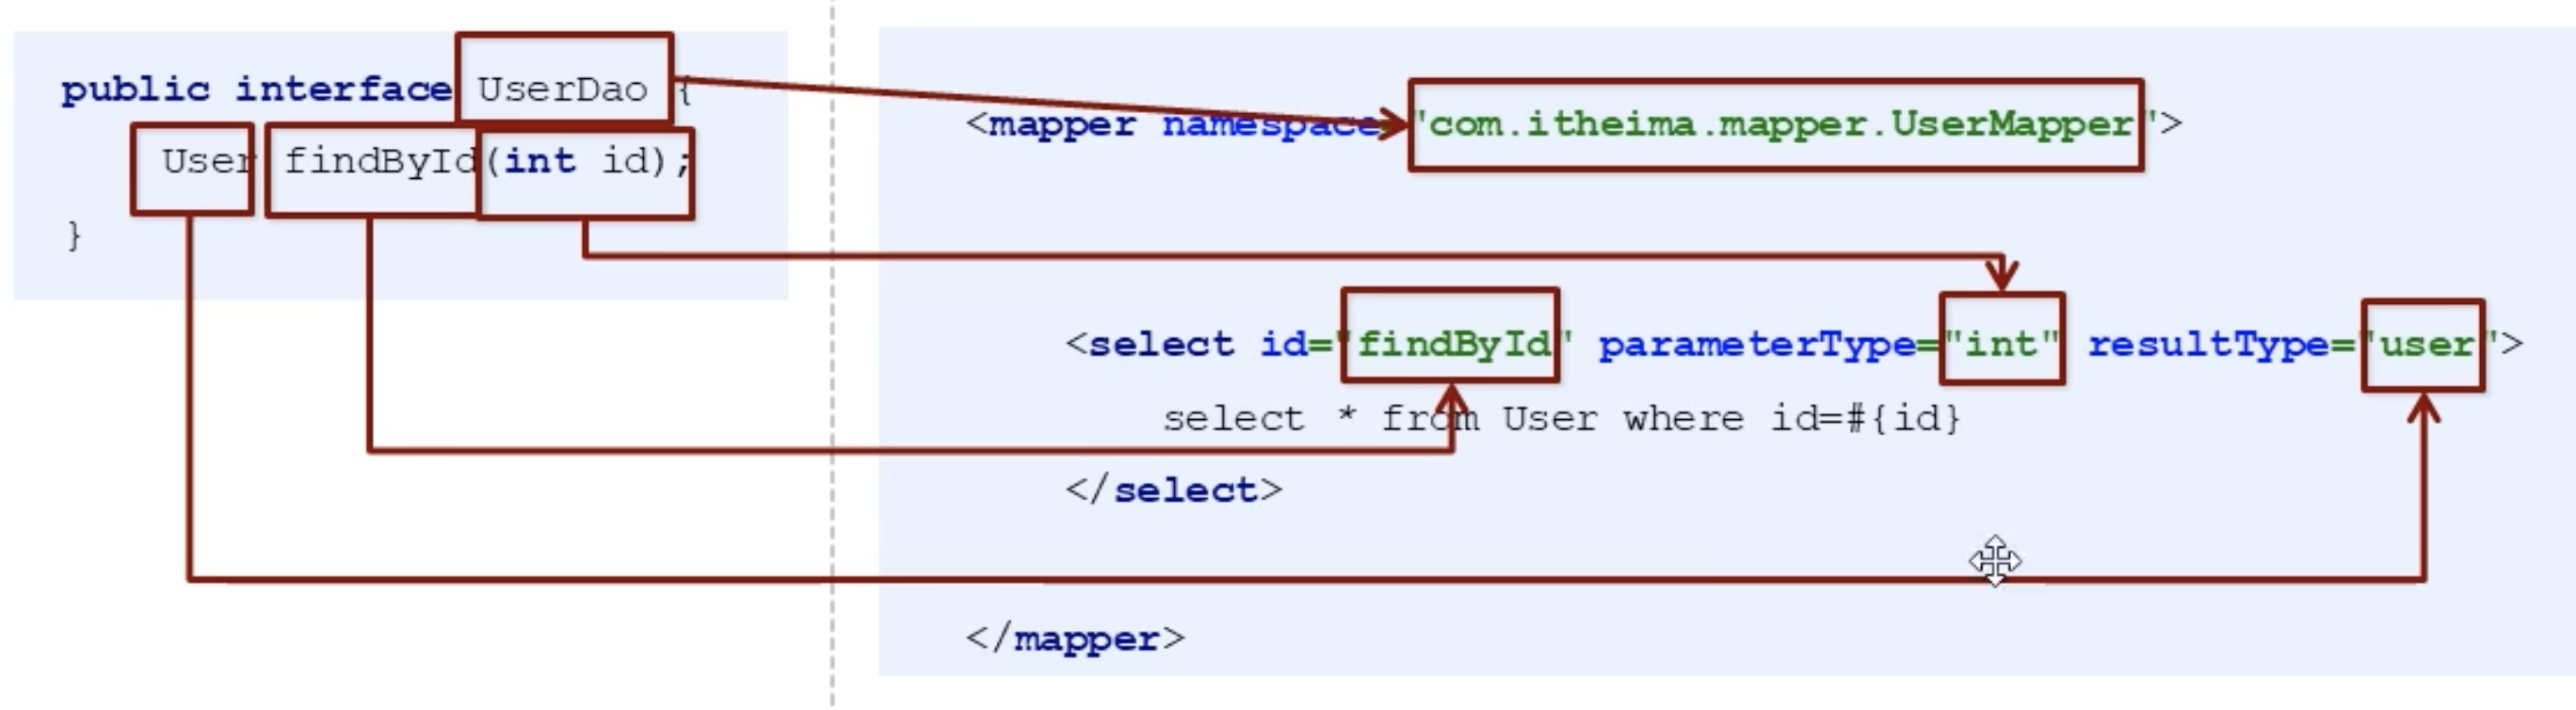 public interface UserDao {
User findById(int id);
}
<mapper namespace="com.itheima.mapper.UserMapper">
<select id="findById" parameterType="int" resultType="user">
select * from User where id=#{id}
</select>
</mapper>